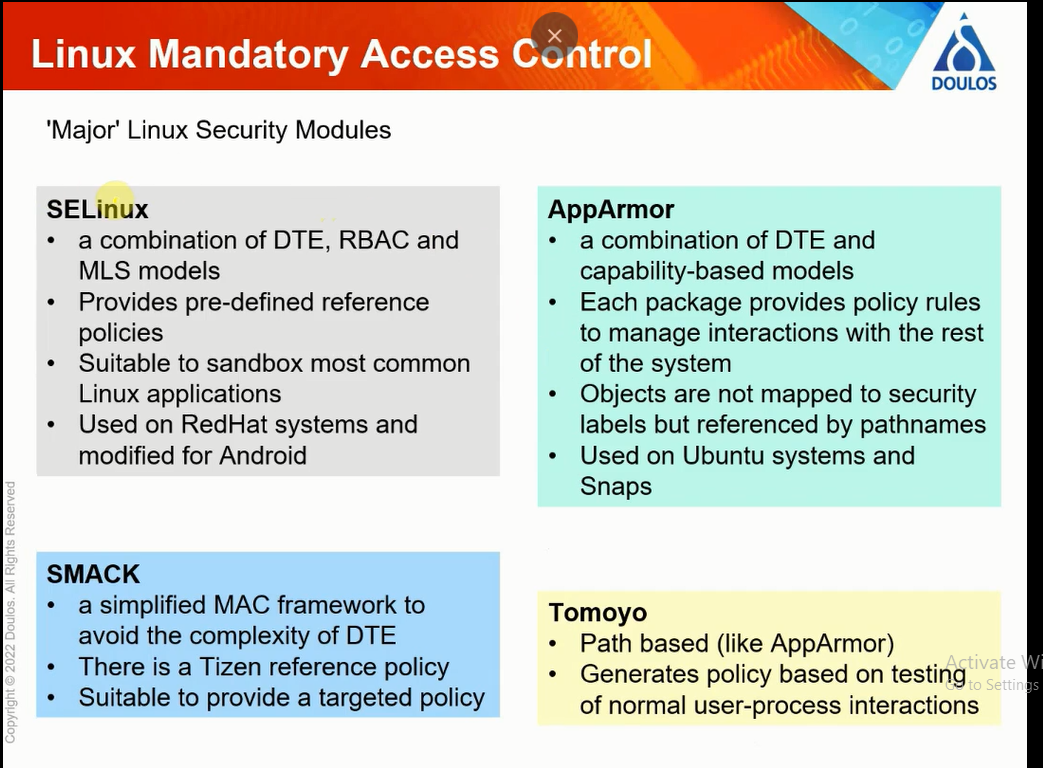 Linux Mandatory Access Control
DOULOS
'Major' Linux Security Modules
SELinux
• a combination of DTE, RBAC and
MLS models
• Provides pre-defined reference
policies
• Suitable to sandbox most common
Linux applications
• Used on RedHat systems and
modified for Android
AppArmor
• a combination of DTE and
capability-based models
• Each package provides policy rules
to manage interactions with the rest
of the system
• Objects are not mapped to security
labels but referenced by pathnames
• Used on Ubuntu systems and
Snaps
SMACK
• a simplified MAC framework to
avoid the complexity of DTE
• There is a Tizen reference policy
• Suitable to provide a targeted policy
Tomoyo
• Path based (like AppArmor)
• Generates policy based on testing
of normal user-process interactions
Activate Wi
Go to Settings
Copyright © 2022 Doulos. All Rights Reserved